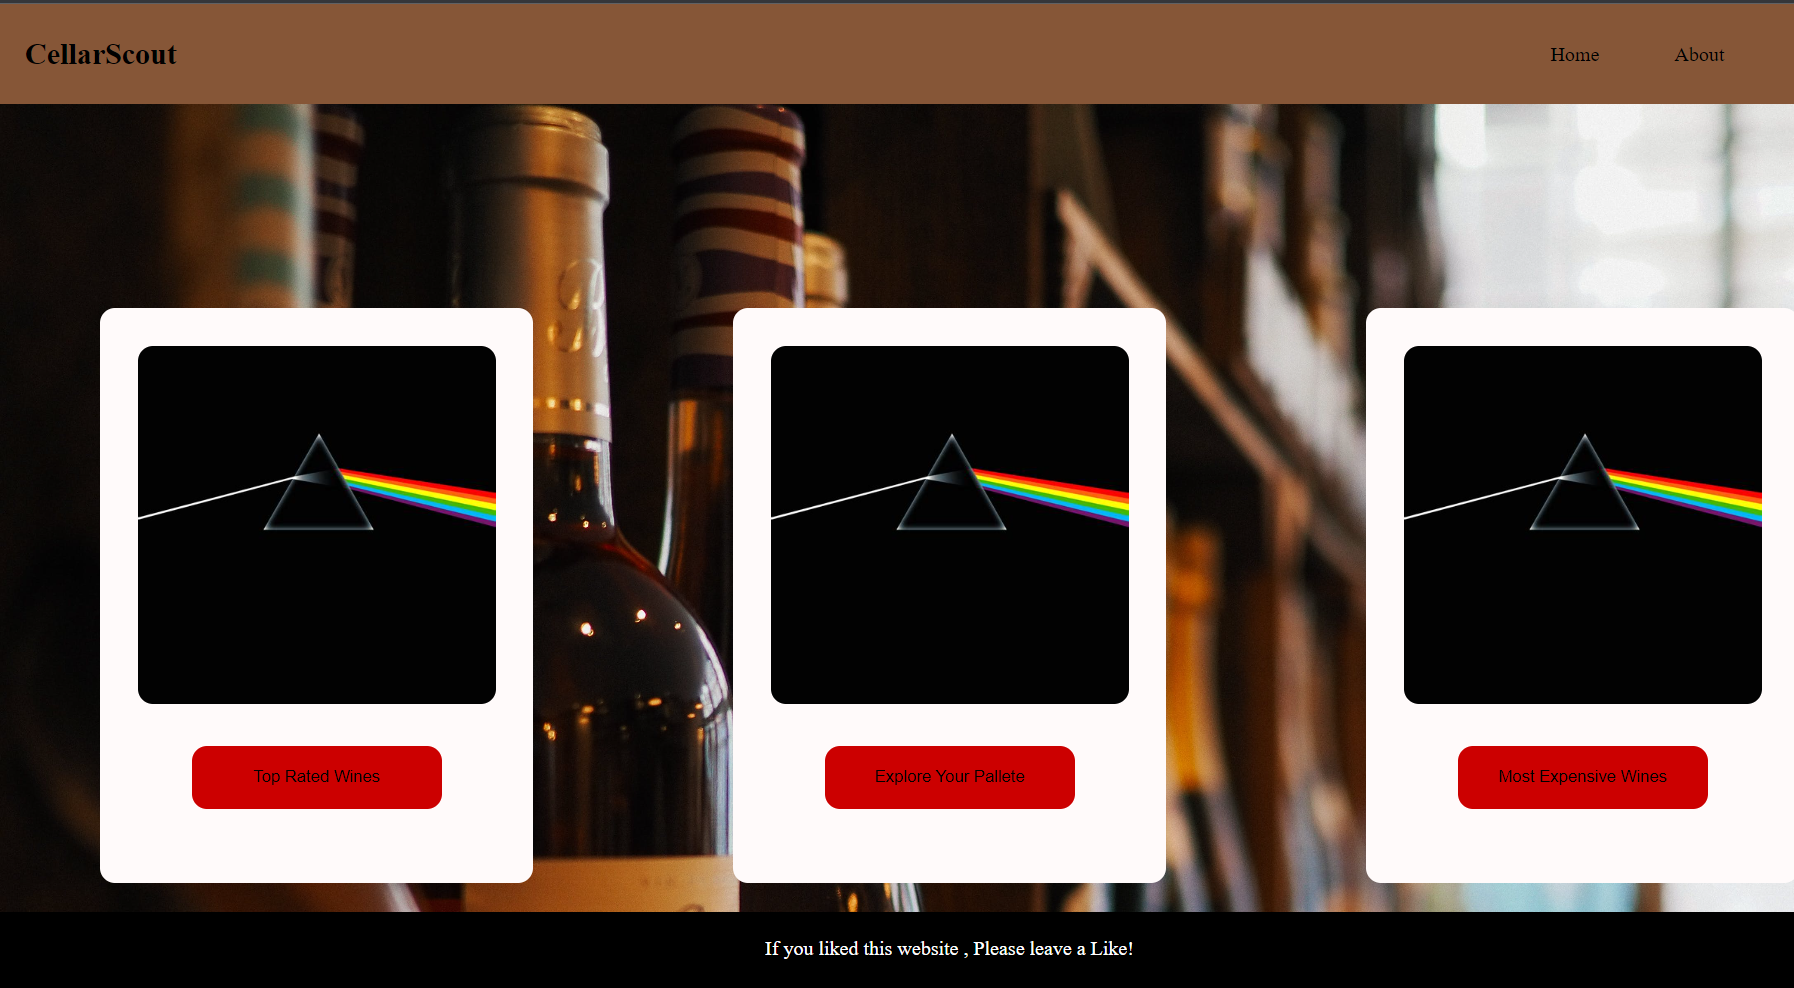 CellarScout
Home
About
Top Rated Wines
Explore Your Pallete
Most Expensive Wines
If you liked this website , Please leave a Like!